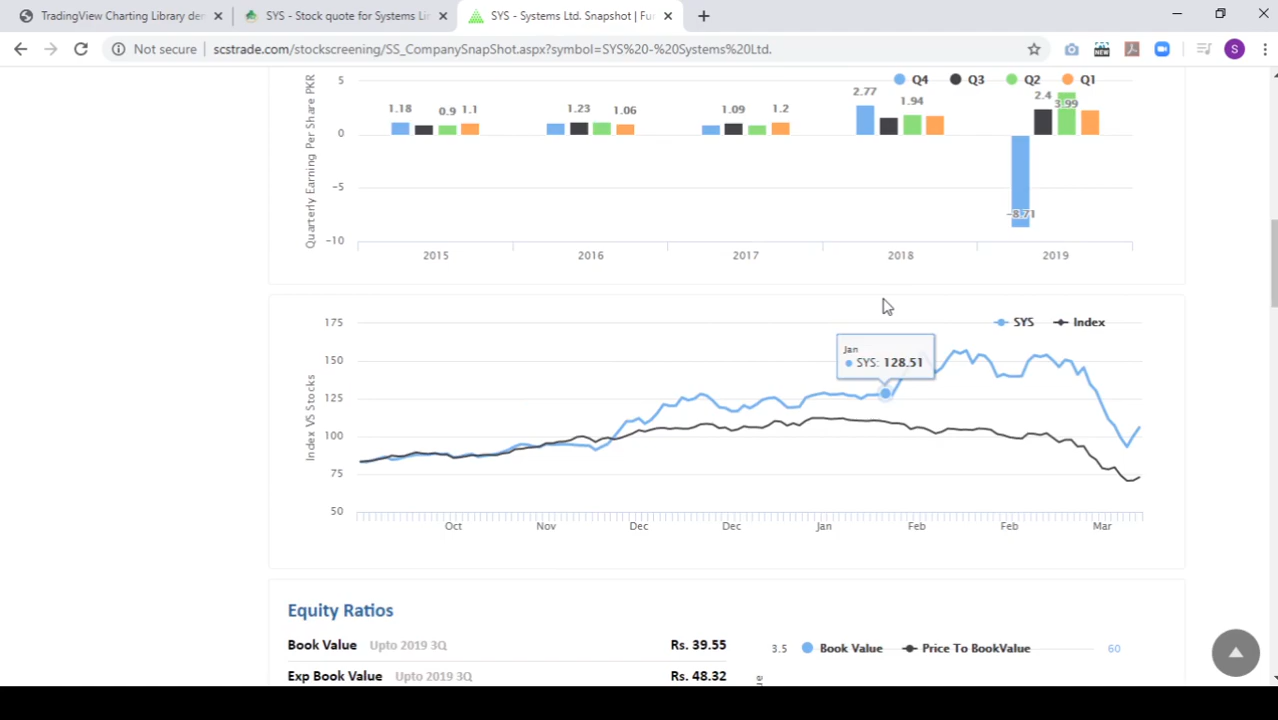 TradingView Charting Library der
SYS - Stock quote for Systems Li
SYS - Systems Ltd. Snapshot | Fu
Not secure
scstrade.com/stockscreening/SS_CompanySnapShot.aspx?symbol=SYS%20-%20Systems%20Ltd.
NEW
S
Quarterly Earning Per Share PKR
5
0
−5
−10
Q4 Q3 Q2 Q1
1.18 0.9 1.1
1.23 1.06
1.09 1.2
2.77 1.94
2.4 3.99
−8.71
2015 2016 2017 2018 2019
Index VS Stocks
175
150
125
100
75
50
SYS Index
Jan
SYS: 128.51
Oct Nov Dec Dec Jan Feb Feb Mar
Equity Ratios
Book Value Upto 2019 3Q Rs. 39.55
Exp Book Value Upto 2019 3Q Rs. 48.32
3.5 Book Value Price To BookValue 60